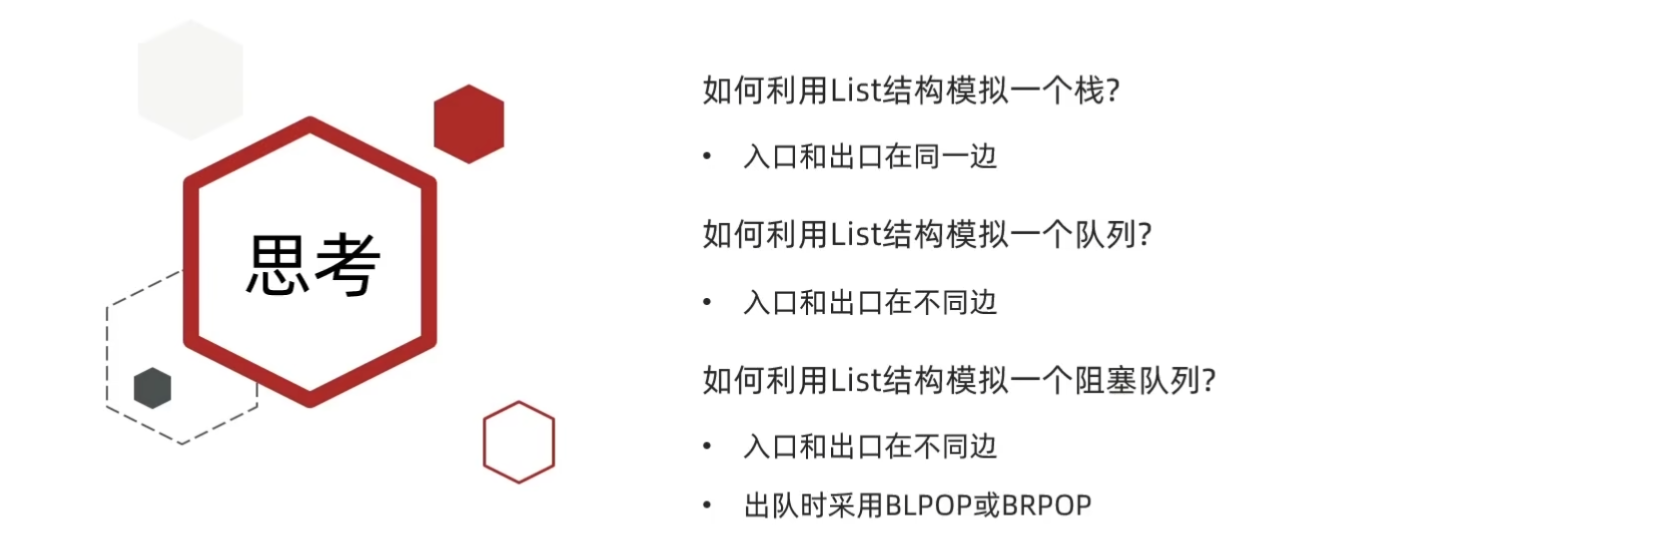 思考
如何利用List结构模拟一个栈?
• 入口和出口在同一边
如何利用List结构模拟一个队列?
• 入口和出口在不同边
如何利用List结构模拟一个阻塞队列?
• 入口和出口在不同边
• 出队时采用BLPOP或BRPOP